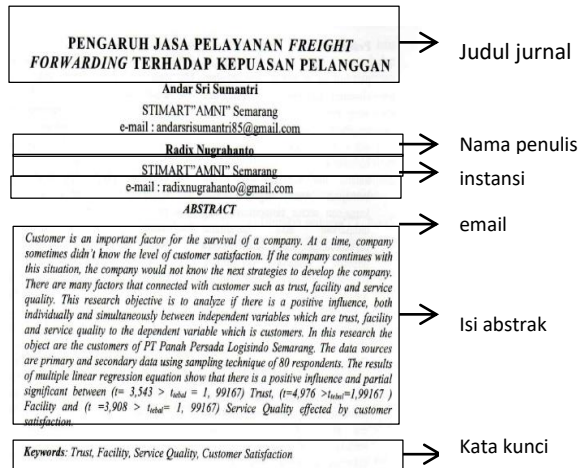 PENGARUH JASA PELAYANAN FREIGHT
FORWARDING TERHADAP KEPUASAN PELANGGAN
Judul jurnal
Andar Sri Sumantri
STIMART"AMNI" Semarang
e-mail : andarsrisumantri85@gmail.com
Radix Nugrahanto
Nama penulis
STIMART"AMNI" Semarang
instansi
e-mail : radixnugrahanto@gmail.com
email
ABSTRACT
Customer is an important factor for the survival of a company. At a time, company
sometimes didn't know the level of customer satisfaction. If the company continues with
this situation, the company would not know the next strategies to develop the company.
There are many factors that connected with customer such as trust, facility and service
quality. This research objective is to analyze if there is a positive influence, both
individually and simultaneously between independent variables which are trust, facility
and service quality to the dependent variable which is customers. In this research the
object are the customers of PT Panah Persada Logisindo Semarang. The data sources
are primary and secondary data using sampling technique of 80 respondents. The results
of multiple linear regression equation show that there is a positive influence and partial
significant between (t= 3,543 > ttebal = 1, 99167) Trust, (t=4,976 >ttebal=1,99167 )
Facility and (t =3,908 > ttebal= 1, 99167) Service Quality effected by customer
satisfaction.
Isi abstrak
Keywords: Trust, Facility, Service Quality, Customer Satisfaction
Kata kunci